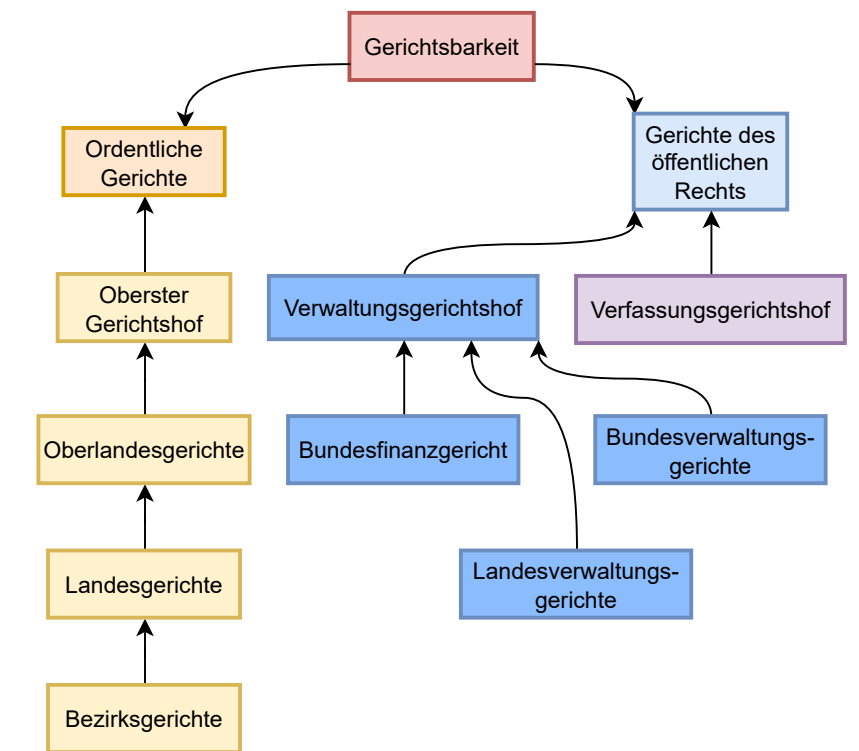 Gerichtsbarkeit
Ordentliche
Gerichte
Gerichte des
öffentlichen
Rechts
Oberster
Gerichtshof
Verwaltungsgerichtshof
Verfassungsgerichtshof
Oberlandesgerichte
Bundesfinanzgericht
Bundesverwaltungs-
gerichte
Landesgerichte
Landesverwaltungs-
gerichte
Bezirksgerichte